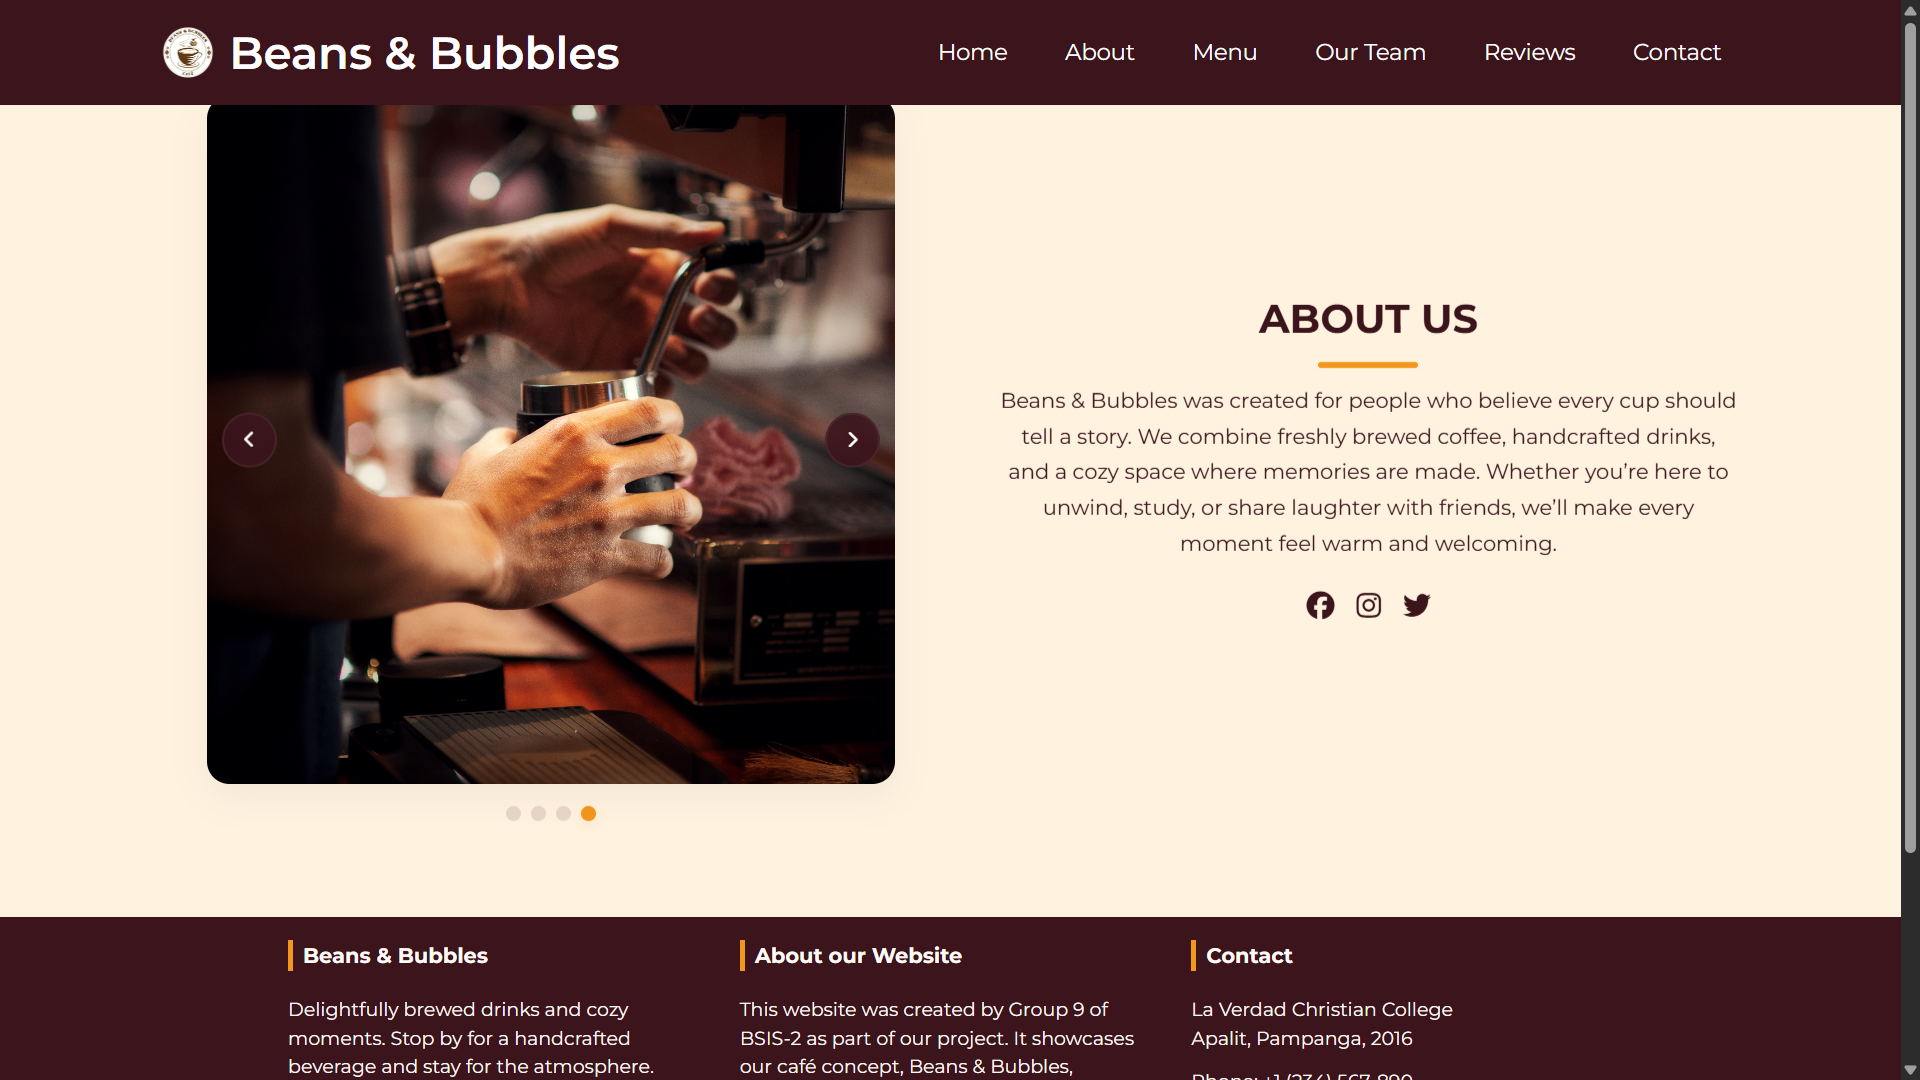 Beans & Bubbles
Home
About
Menu
Our Team
Reviews
Contact
ABOUT US
Beans & Bubbles was created for people who believe every cup should
tell a story. We combine freshly brewed coffee, handcrafted drinks,
and a cozy space where memories are made. Whether you’re here to
unwind, study, or share laughter with friends, we’ll make every
moment feel warm and welcoming.
Beans & Bubbles
Delightfully brewed drinks and cozy
moments. Stop by for a handcrafted
beverage and stay for the atmosphere.
About our Website
This website was created by Group 9 of
BSIS-2 as part of our project. It showcases
our café concept, Beans & Bubbles,
Contact
La Verdad Christian College
Apalit, Pampanga, 2016
Phone: +1 (234) 567-890